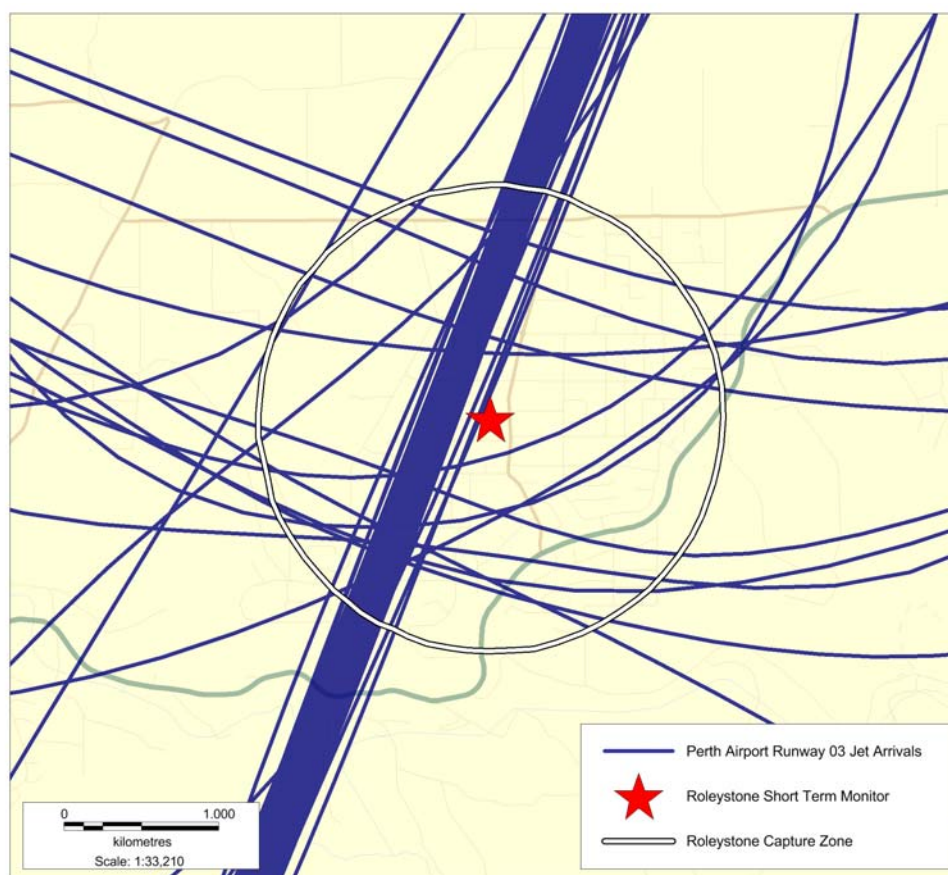 Perth Airport Runway 03 Jet Arrivals
Roleystone Short Term Monitor
Roleystone Capture Zone
0 1.000
kilometres
Scale: 1:33,210